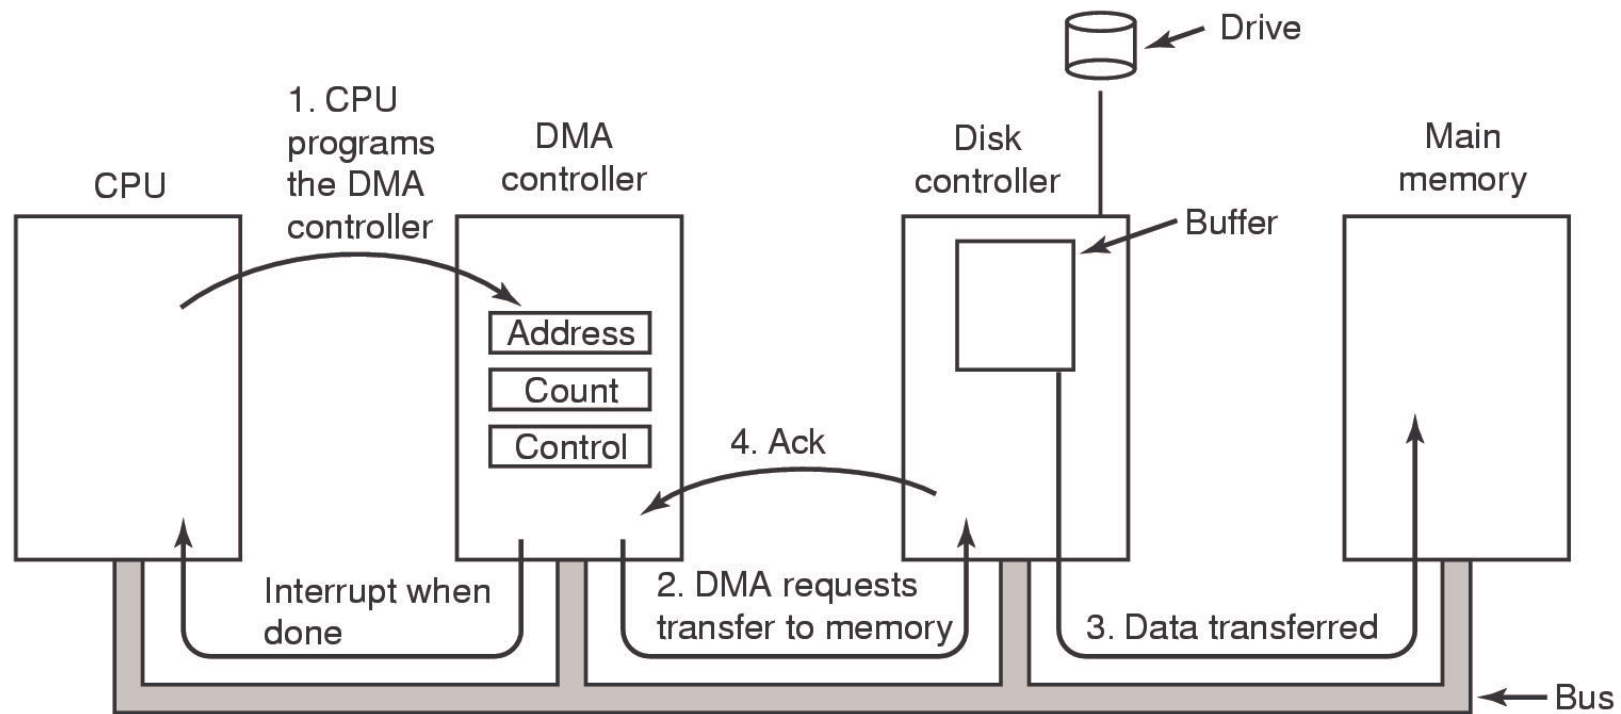 Drive
1. CPU
programs
the DMA
controller
CPU
DMA
controller
Disk
controller
Main
memory
Buffer
Address
Count
Control
4. Ack
Interrupt when
done
2. DMA requests
transfer to memory
3. Data transferred
Bus